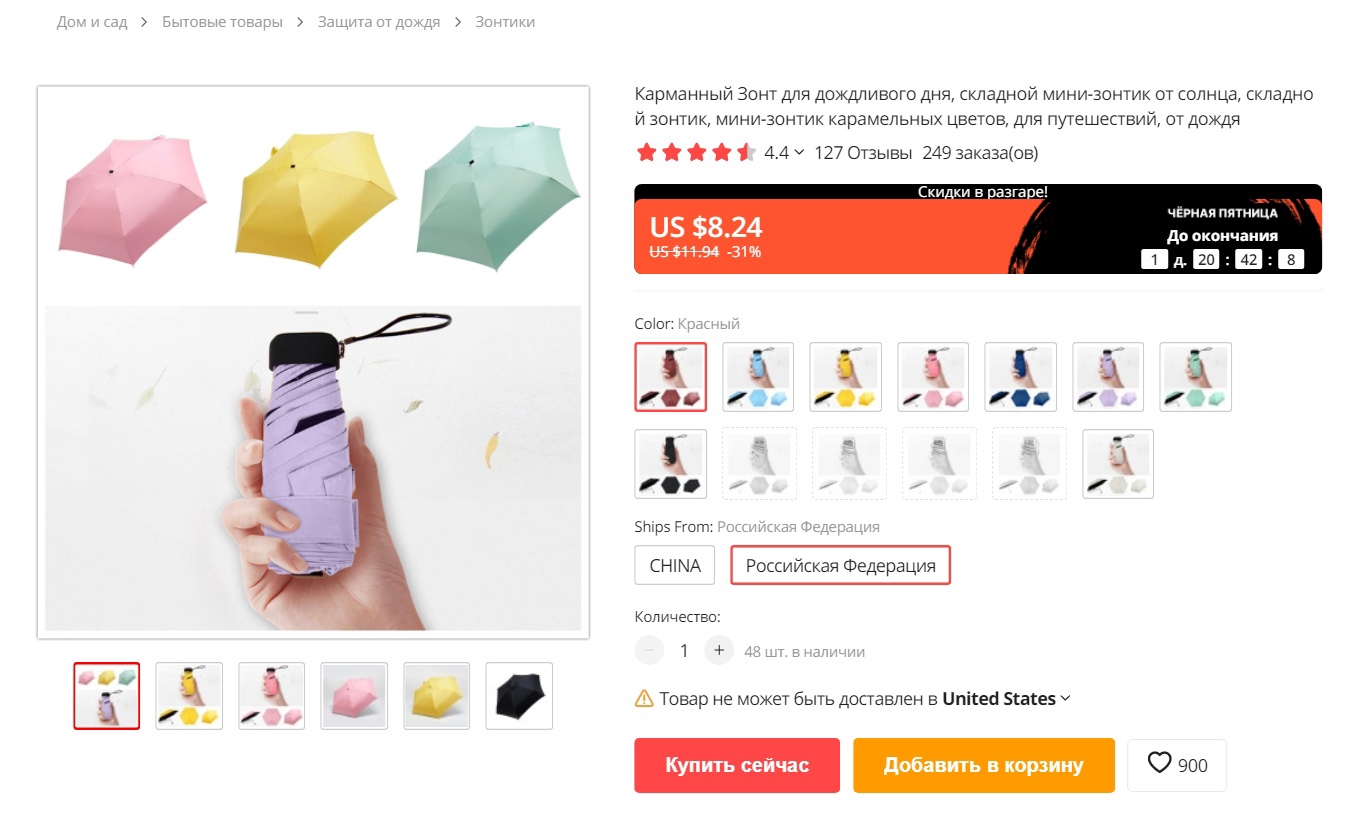 Дом и сад > Бытовые товары > Защита от дождя > Зонтики
Карманный Зонт для дождливого дня, складной мини-зонтик от солнца, складно
й зонтик, мини-зонтик карамельных цветов, для путешествий, от дождя
4.4 127 Отзывы 249 заказа(ов)
Скидки в разгаре!
US $8.24
US $11.94 -31%
ЧЁРНАЯ ПЯТНИЦА
До окончания
1 д. 20 : 42 : 8
Color: Красный
Ships From: Российская Федерация
CHINA Российская Федерация
Количество:
− 1 + 48 шт. в наличии
Товар не может быть доставлен в United States
Купить сейчас Добавить в корзину 900